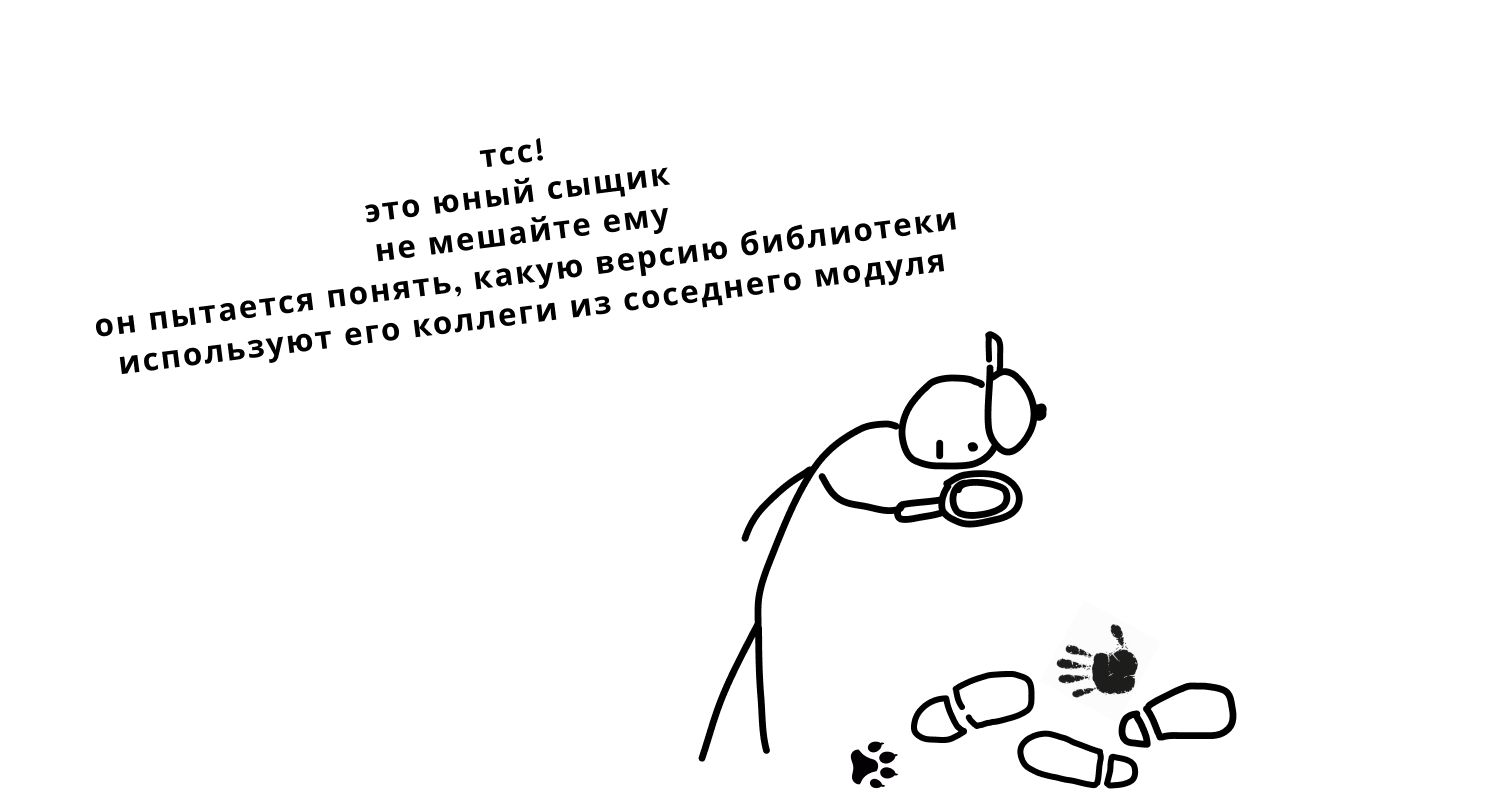 тсс!
это юный сыщик
не мешайте ему
он пытается понять, какую версию библиотеки
используют его коллеги из соседнего модуля